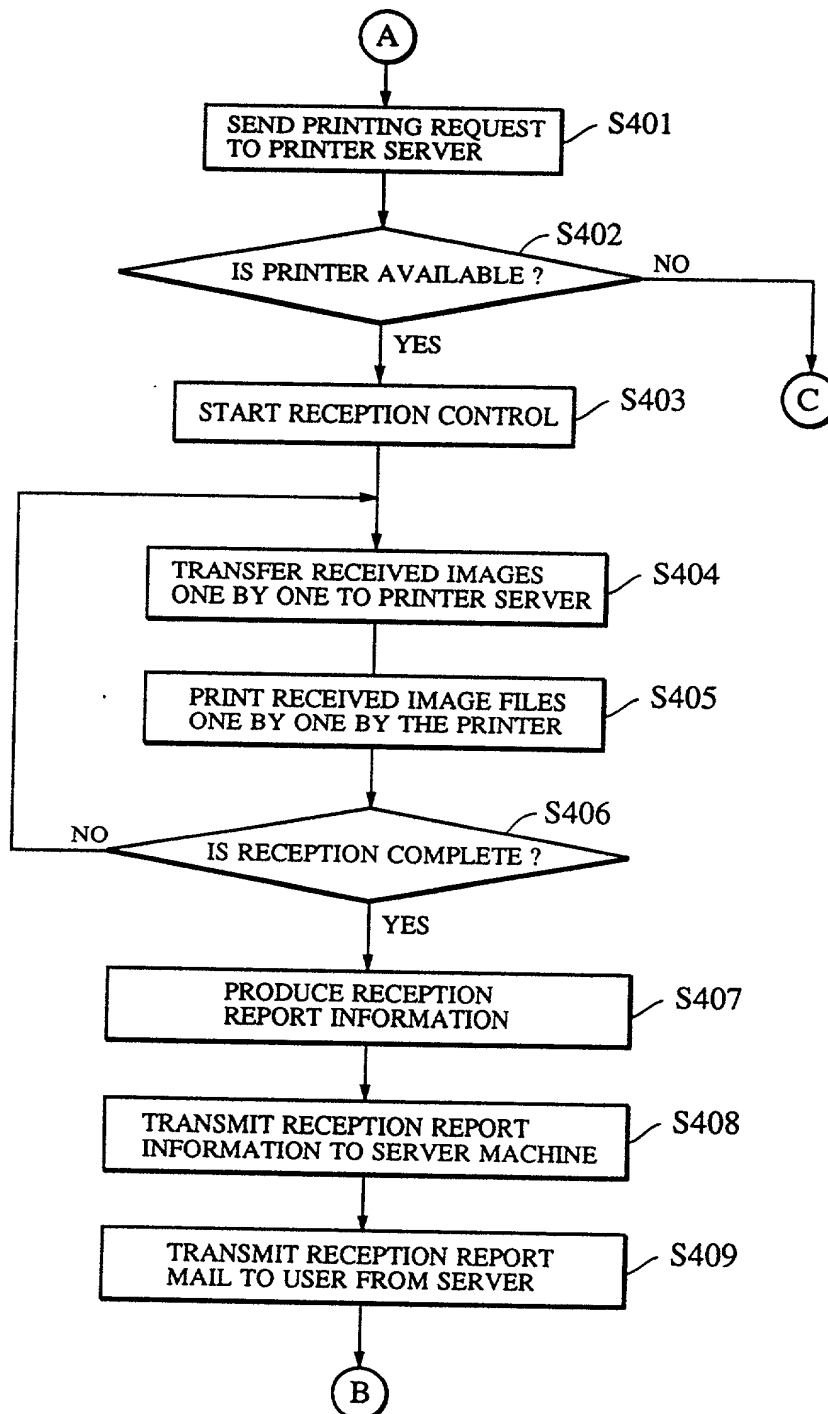 A
SEND PRINTING REQUEST
TO PRINTER SERVER
S401
S402
IS PRINTER AVAILABLE ?
NO
YES
C
START RECEPTION CONTROL
S403
TRANSFER RECEIVED IMAGES
ONE BY ONE TO PRINTER SERVER
S404
PRINT RECEIVED IMAGE FILES
ONE BY ONE BY THE PRINTER
S405
S406
NO
IS RECEPTION COMPLETE ?
YES
PRODUCE RECEPTION
REPORT INFORMATION
S407
TRANSMIT RECEPTION REPORT
INFORMATION TO SERVER MACHINE
S408
TRANSMIT RECEPTION REPORT
MAIL TO USER FROM SERVER
S409
B